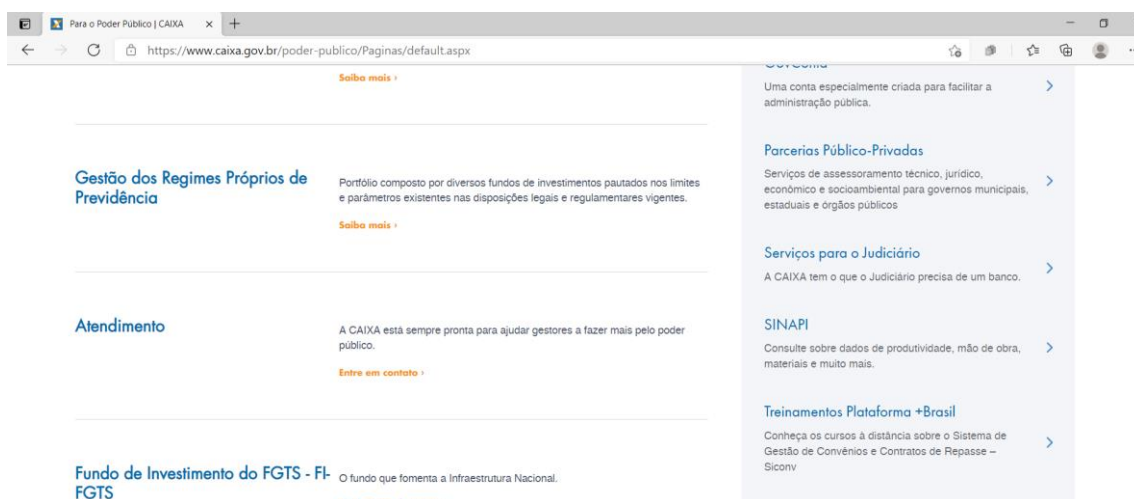 Para o Poder Público | CAIXA
https://www.caixa.gov.br/poder-publico/Paginas/default.aspx
Saiba mais ›
Gestão dos Regimes Próprios de
Previdência
Portfólio composto por diversos fundos de investimentos pautados nos limites
e parâmetros existentes nas disposições legais e regulamentares vigentes.
Saiba mais ›
Atendimento
A CAIXA está sempre pronta para ajudar gestores a fazer mais pelo poder
público.
Entre em contato ›
Fundo de Investimento do FGTS - FI-
FGTS
O fundo que fomenta a Infraestrutura Nacional.
Uma conta especialmente criada para facilitar a
administração pública.
Parcerias Público-Privadas
Serviços de assessoramento técnico, jurídico,
econômico e socioambiental para governos municipais,
estaduais e órgãos públicos
Serviços para o Judiciário
A CAIXA tem o que o Judiciário precisa de um banco.
SINAPI
Consulte sobre dados de produtividade, mão de obra,
materiais e muito mais.
Treinamentos Plataforma +Brasil
Conheça os cursos à distância sobre o Sistema de
Gestão de Convênios e Contratos de Repasse –
Siconv